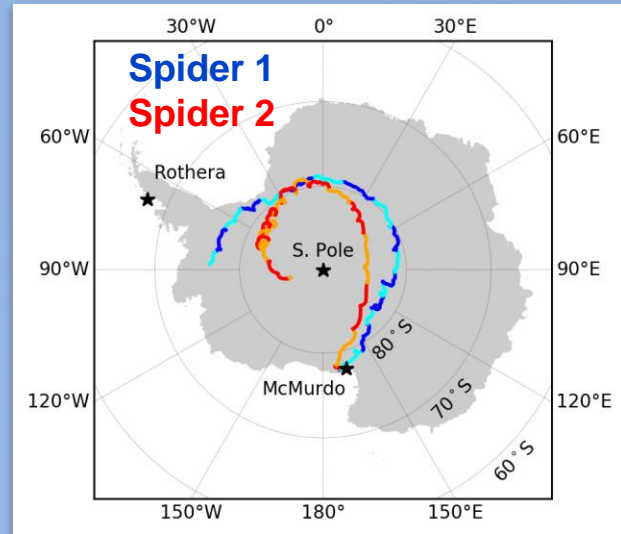 30°W 0° 30°E
Spider 1
Spider 2
60°W 60°E
Rothera
S. Pole
90°W 90°E
80°S
McMurdo
70°S
120°W 120°E
60°S
150°W 180° 150°E